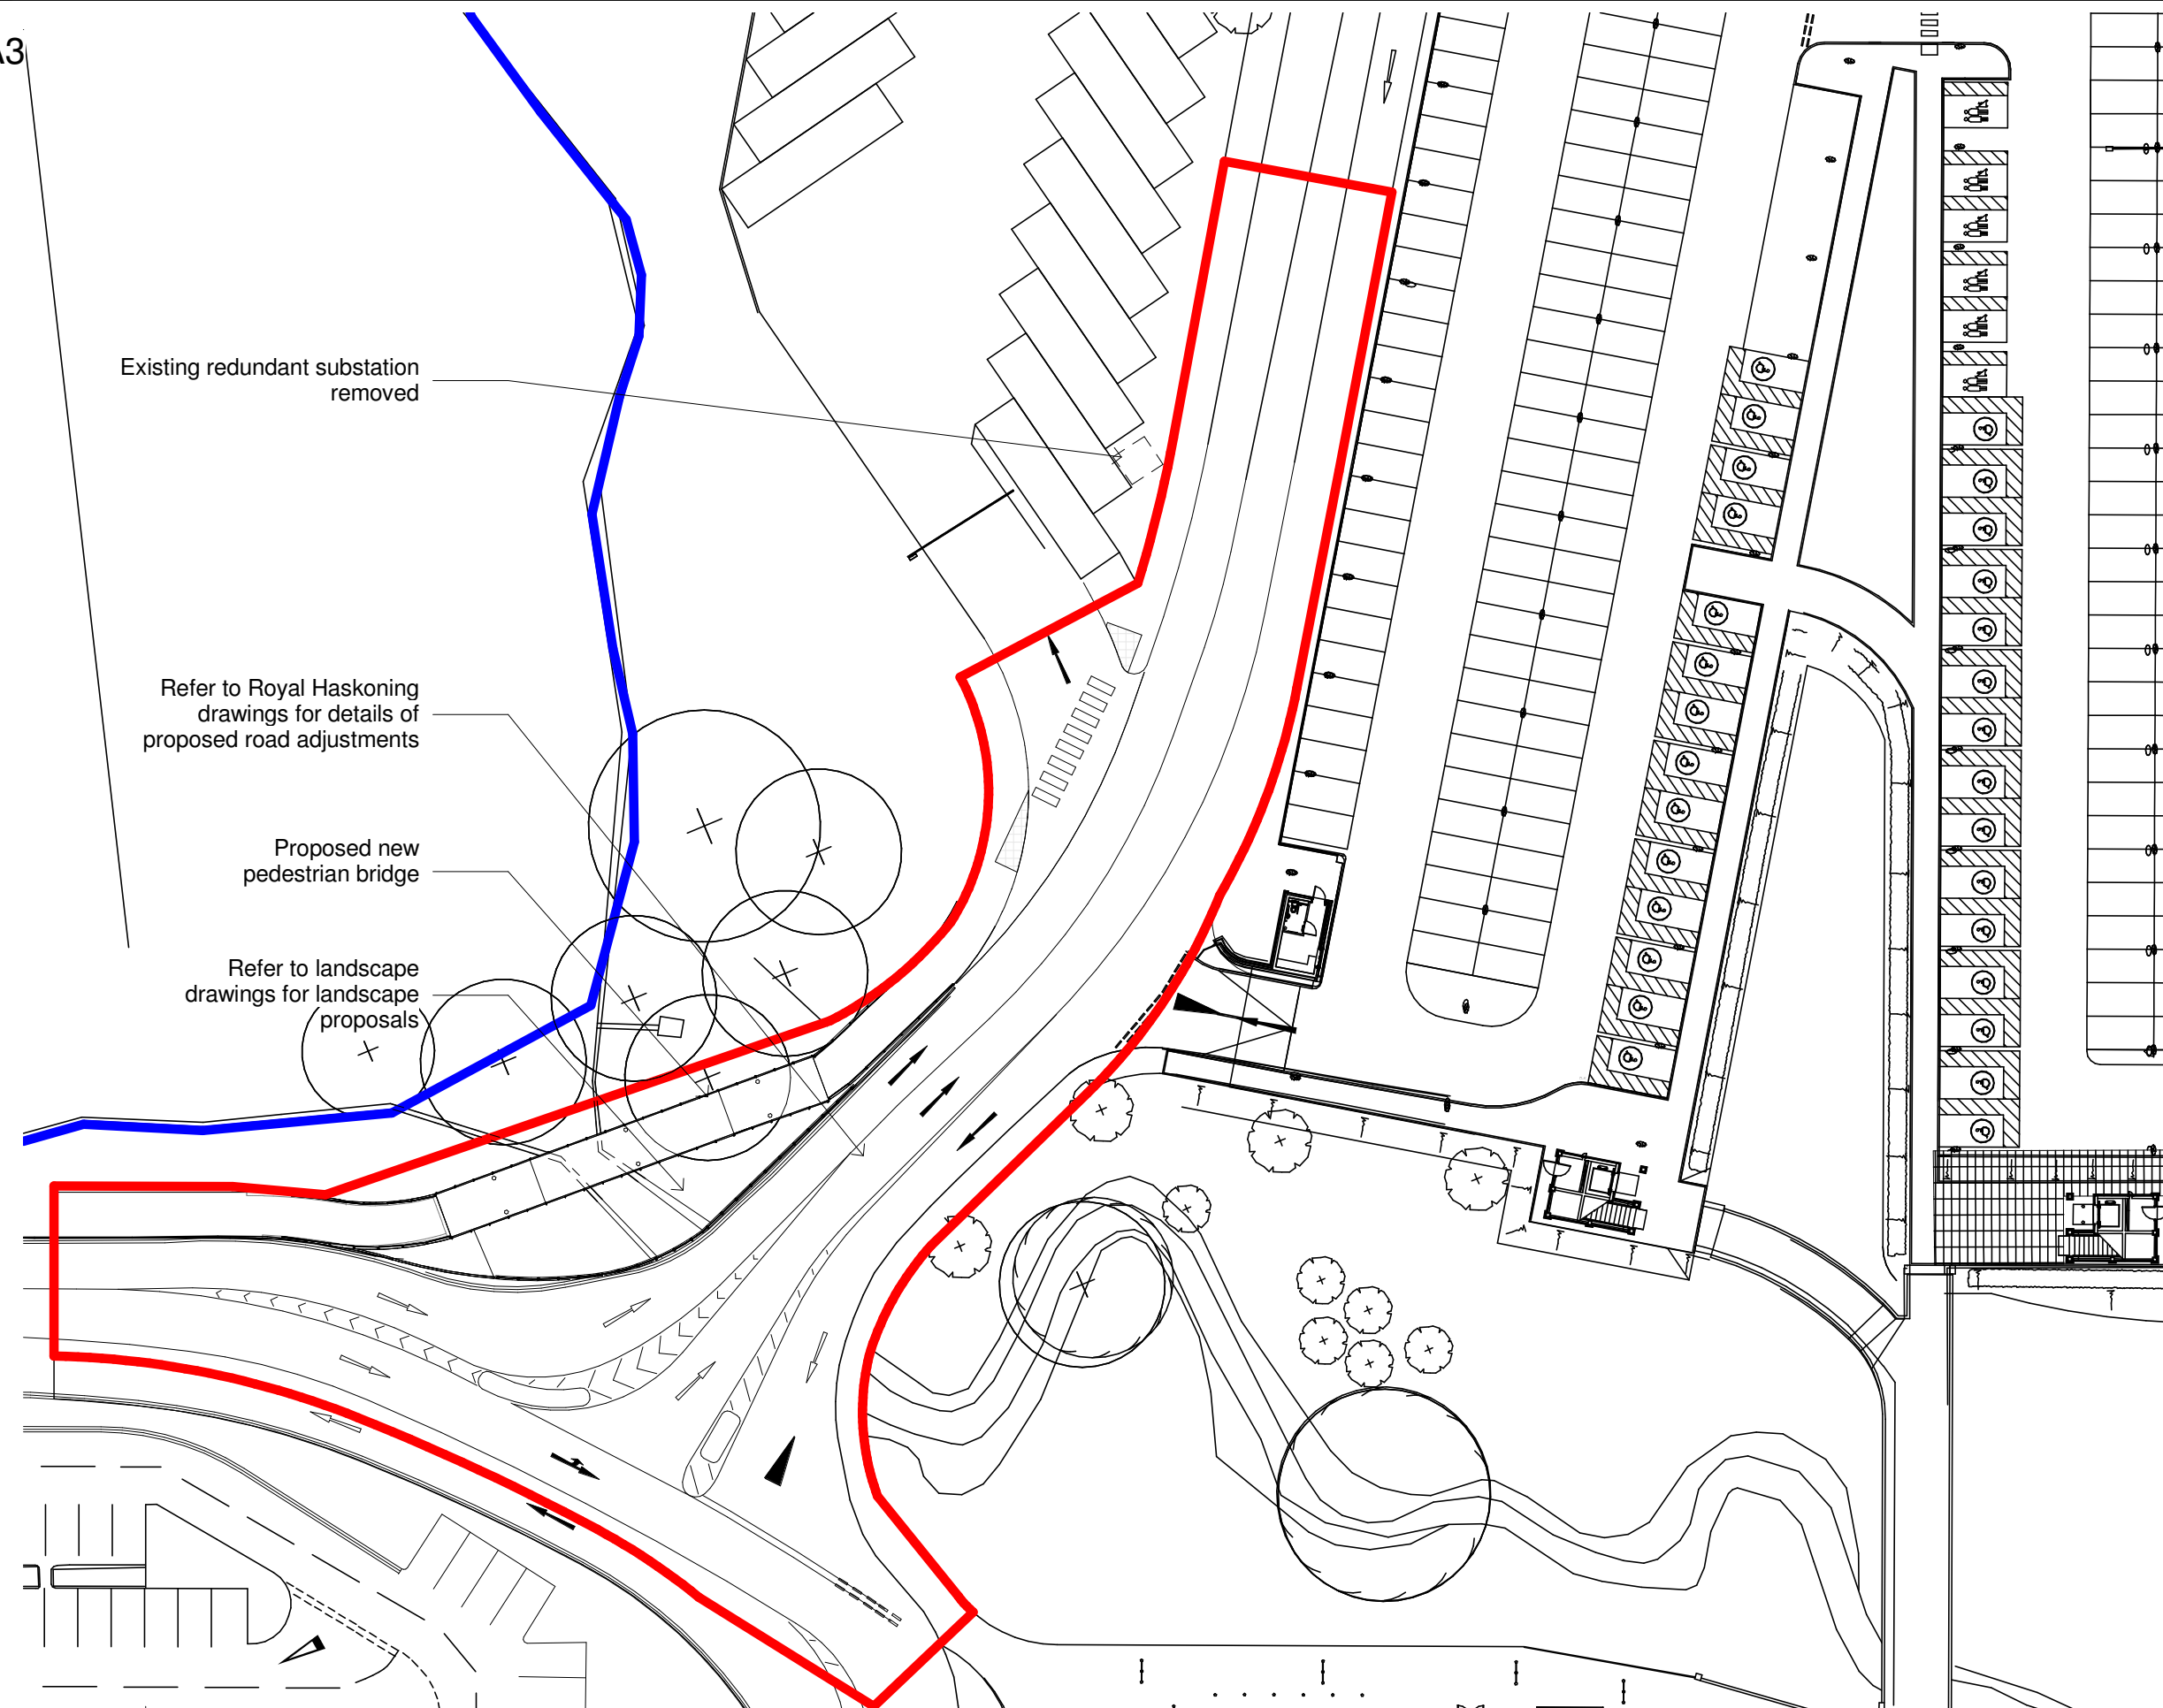 A3
Existing redundant substation
removed
Refer to Royal Haskoning
drawings for details of
proposed road adjustments
Proposed new
pedestrian bridge
Refer to landscape
drawings for landscape
proposals